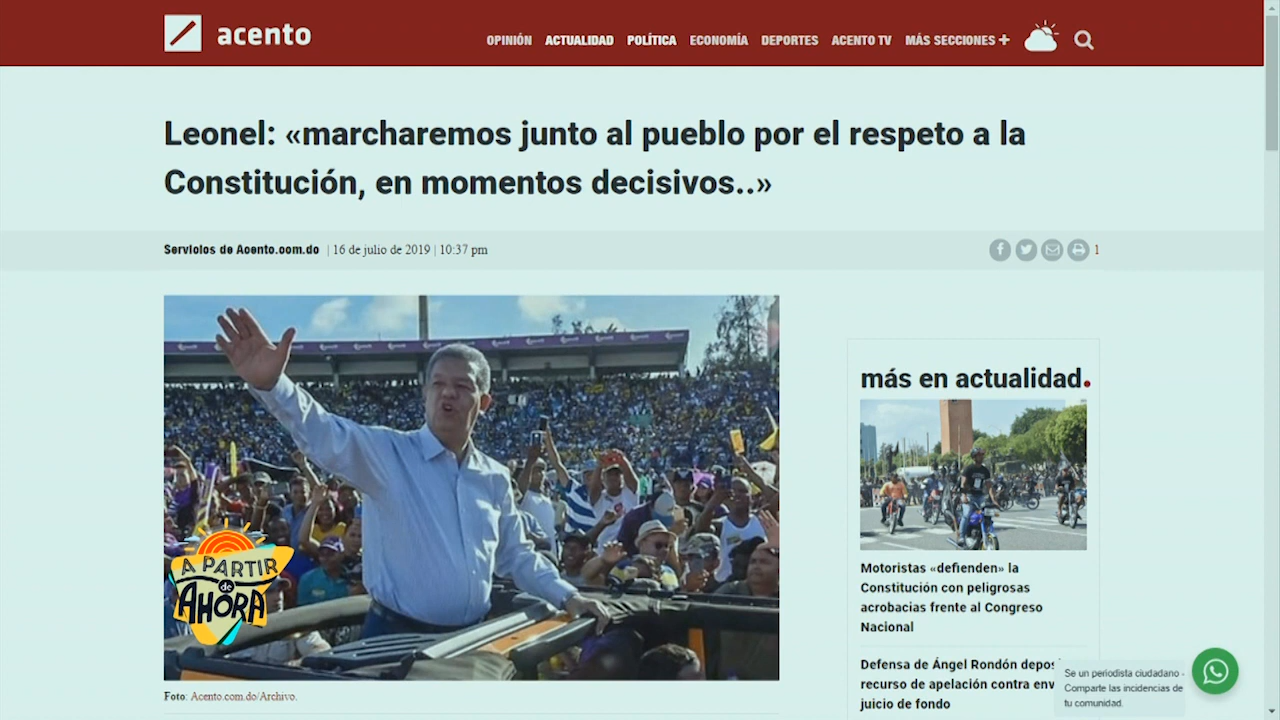 acento
OPINIÓN ACTUALIDAD POLÍTICA ECONOMÍA DEPORTES ACENTO TV MÁS SECCIONES +
Leonel: «marcharemos junto al pueblo por el respeto a la
Constitución, en momentos decisivos..»
Servicios de Acento.com.do | 16 de julio de 2019 | 10:37 pm
1
A PARTIR
de
AHORA
Foto: Acento.com.do/Archivo.
más en actualidad.
Motoristas «defienden» la
Constitución con peligrosas
acrobacias frente al Congreso
Nacional
Defensa de Ángel Rondón depos
recurso de apelación contra env
juicio de fondo
Se un periodista ciudadano -
Comparte las incidencias de
tu comunidad.